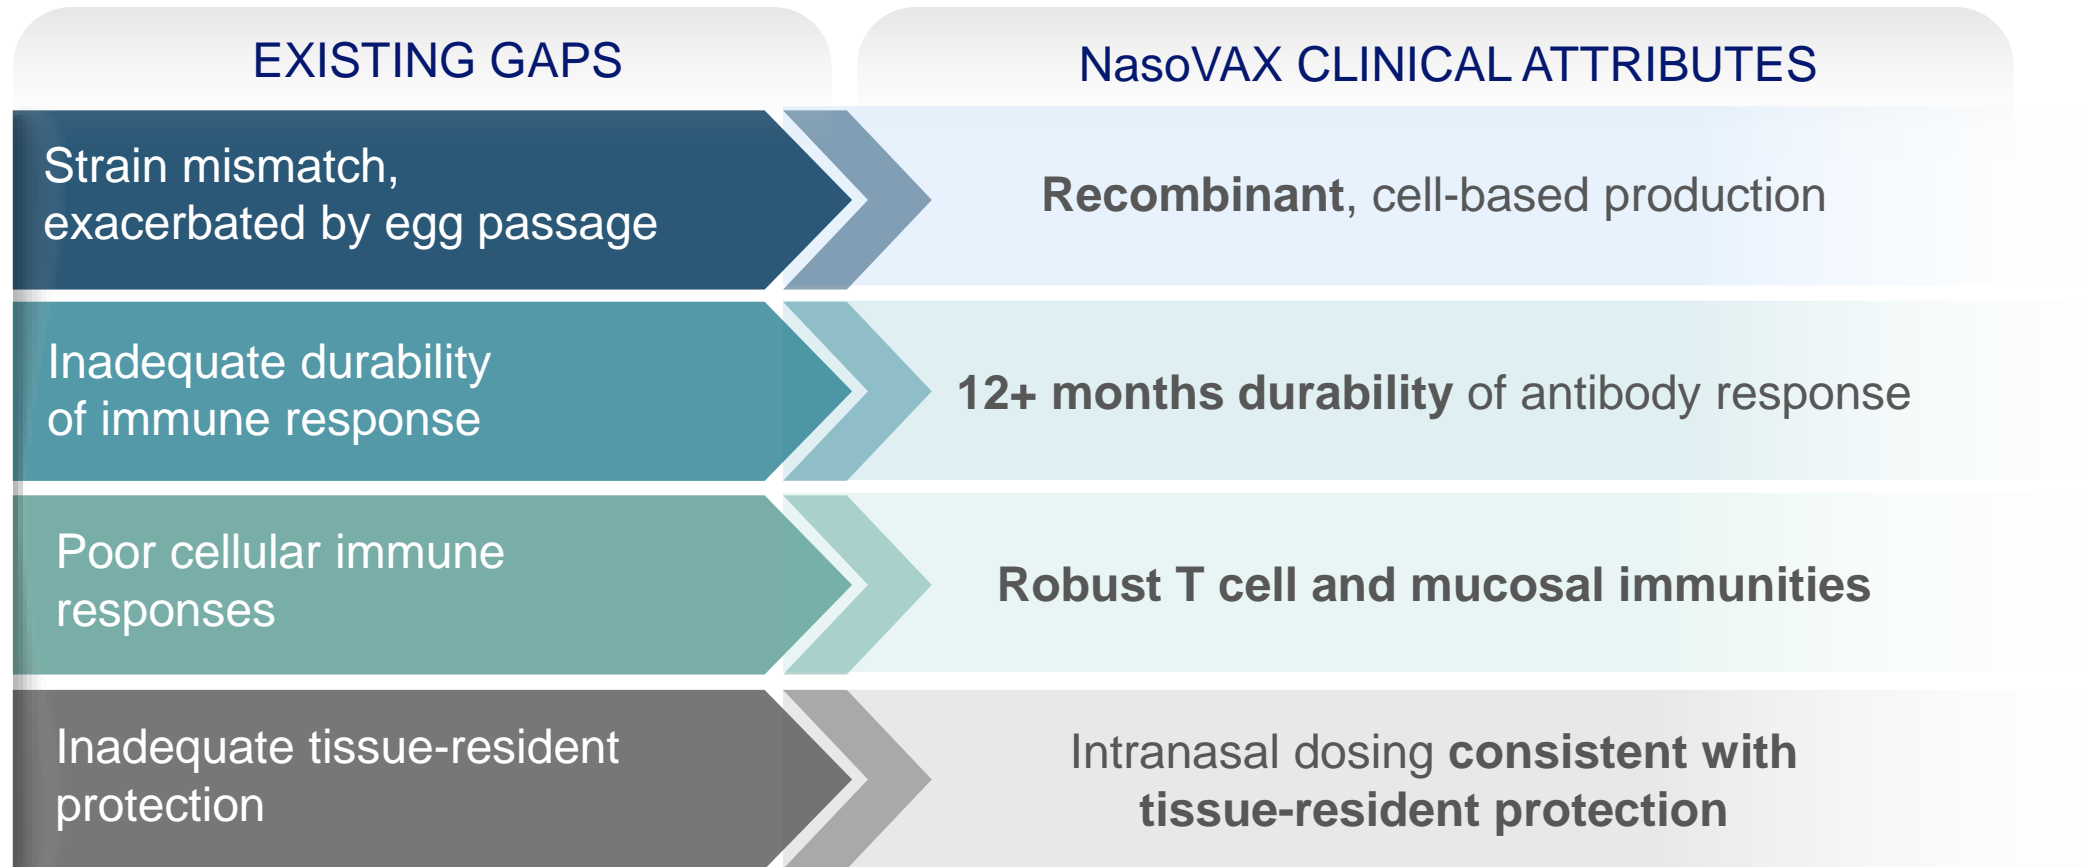 EXISTING GAPS
NasoVAX CLINICAL ATTRIBUTES
Strain mismatch,
exacerbated by egg passage
Recombinant, cell-based production
Inadequate durability
of immune response
12+ months durability of antibody response
Poor cellular immune
responses
Robust T cell and mucosal immunities
Inadequate tissue-resident
protection
Intranasal dosing consistent with
tissue-resident protection